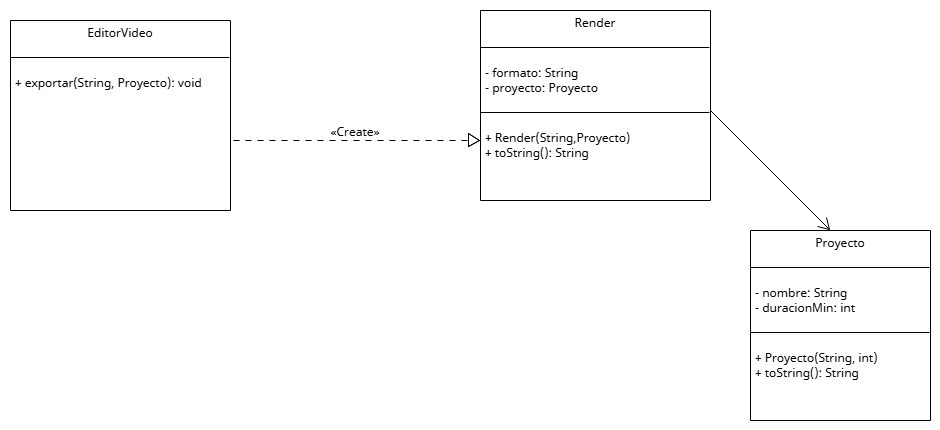 EditorVideo
+ exportar(String, Proyecto): void
«Create»
Render
- formato: String
- proyecto: Proyecto
+ Render(String,Proyecto)
+ toString(): String
Proyecto
- nombre: String
- duracionMin: int
+ Proyecto(String, int)
+ toString(): String